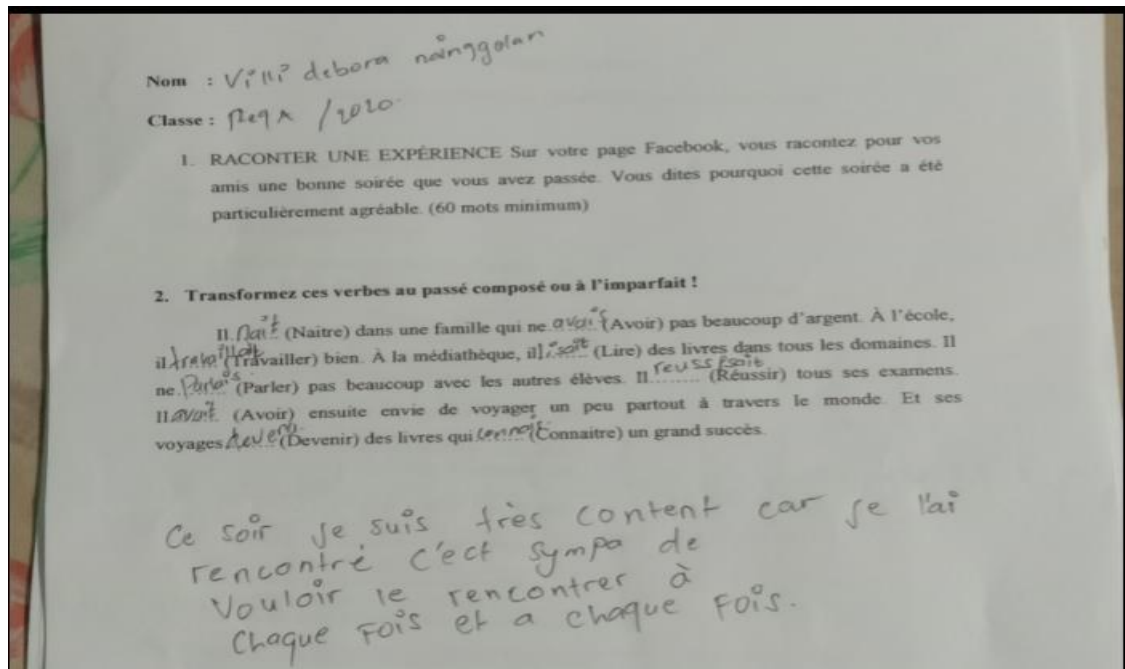 Nom : Villi debora nainggolan
Classe : Reg A / 2020
1. RACONTER UNE EXPÉRIENCE Sur votre page Facebook, vous racontez pour vos
amis une bonne soirée que vous avez passée. Vous dites pourquoi cette soirée a été
particulièrement agréable. (60 mots minimum)
2. Transformez ces verbes au passé composé ou à l'imparfait !
Il nait (Naitre) dans une famille qui ne avait (Avoir) pas beaucoup d'argent. À l'école,
il travaillait (Travailler) bien. À la médiathèque, il lisait (Lire) des livres dans tous les domaines. Il
ne parlais (Parler) pas beaucoup avec les autres élèves. Il reussisait (Réussir) tous ses examens.
Il avait (Avoir) ensuite envie de voyager un peu partout à travers le monde. Et ses
voyages (Devenir) des livres qui (Connaitre) un grand succès.
Ce soir je suis très content car je l'ai
rencontré c'ect sympa de
Vouloir le rencontrer à
Chaque Fois et a chaque Fois.